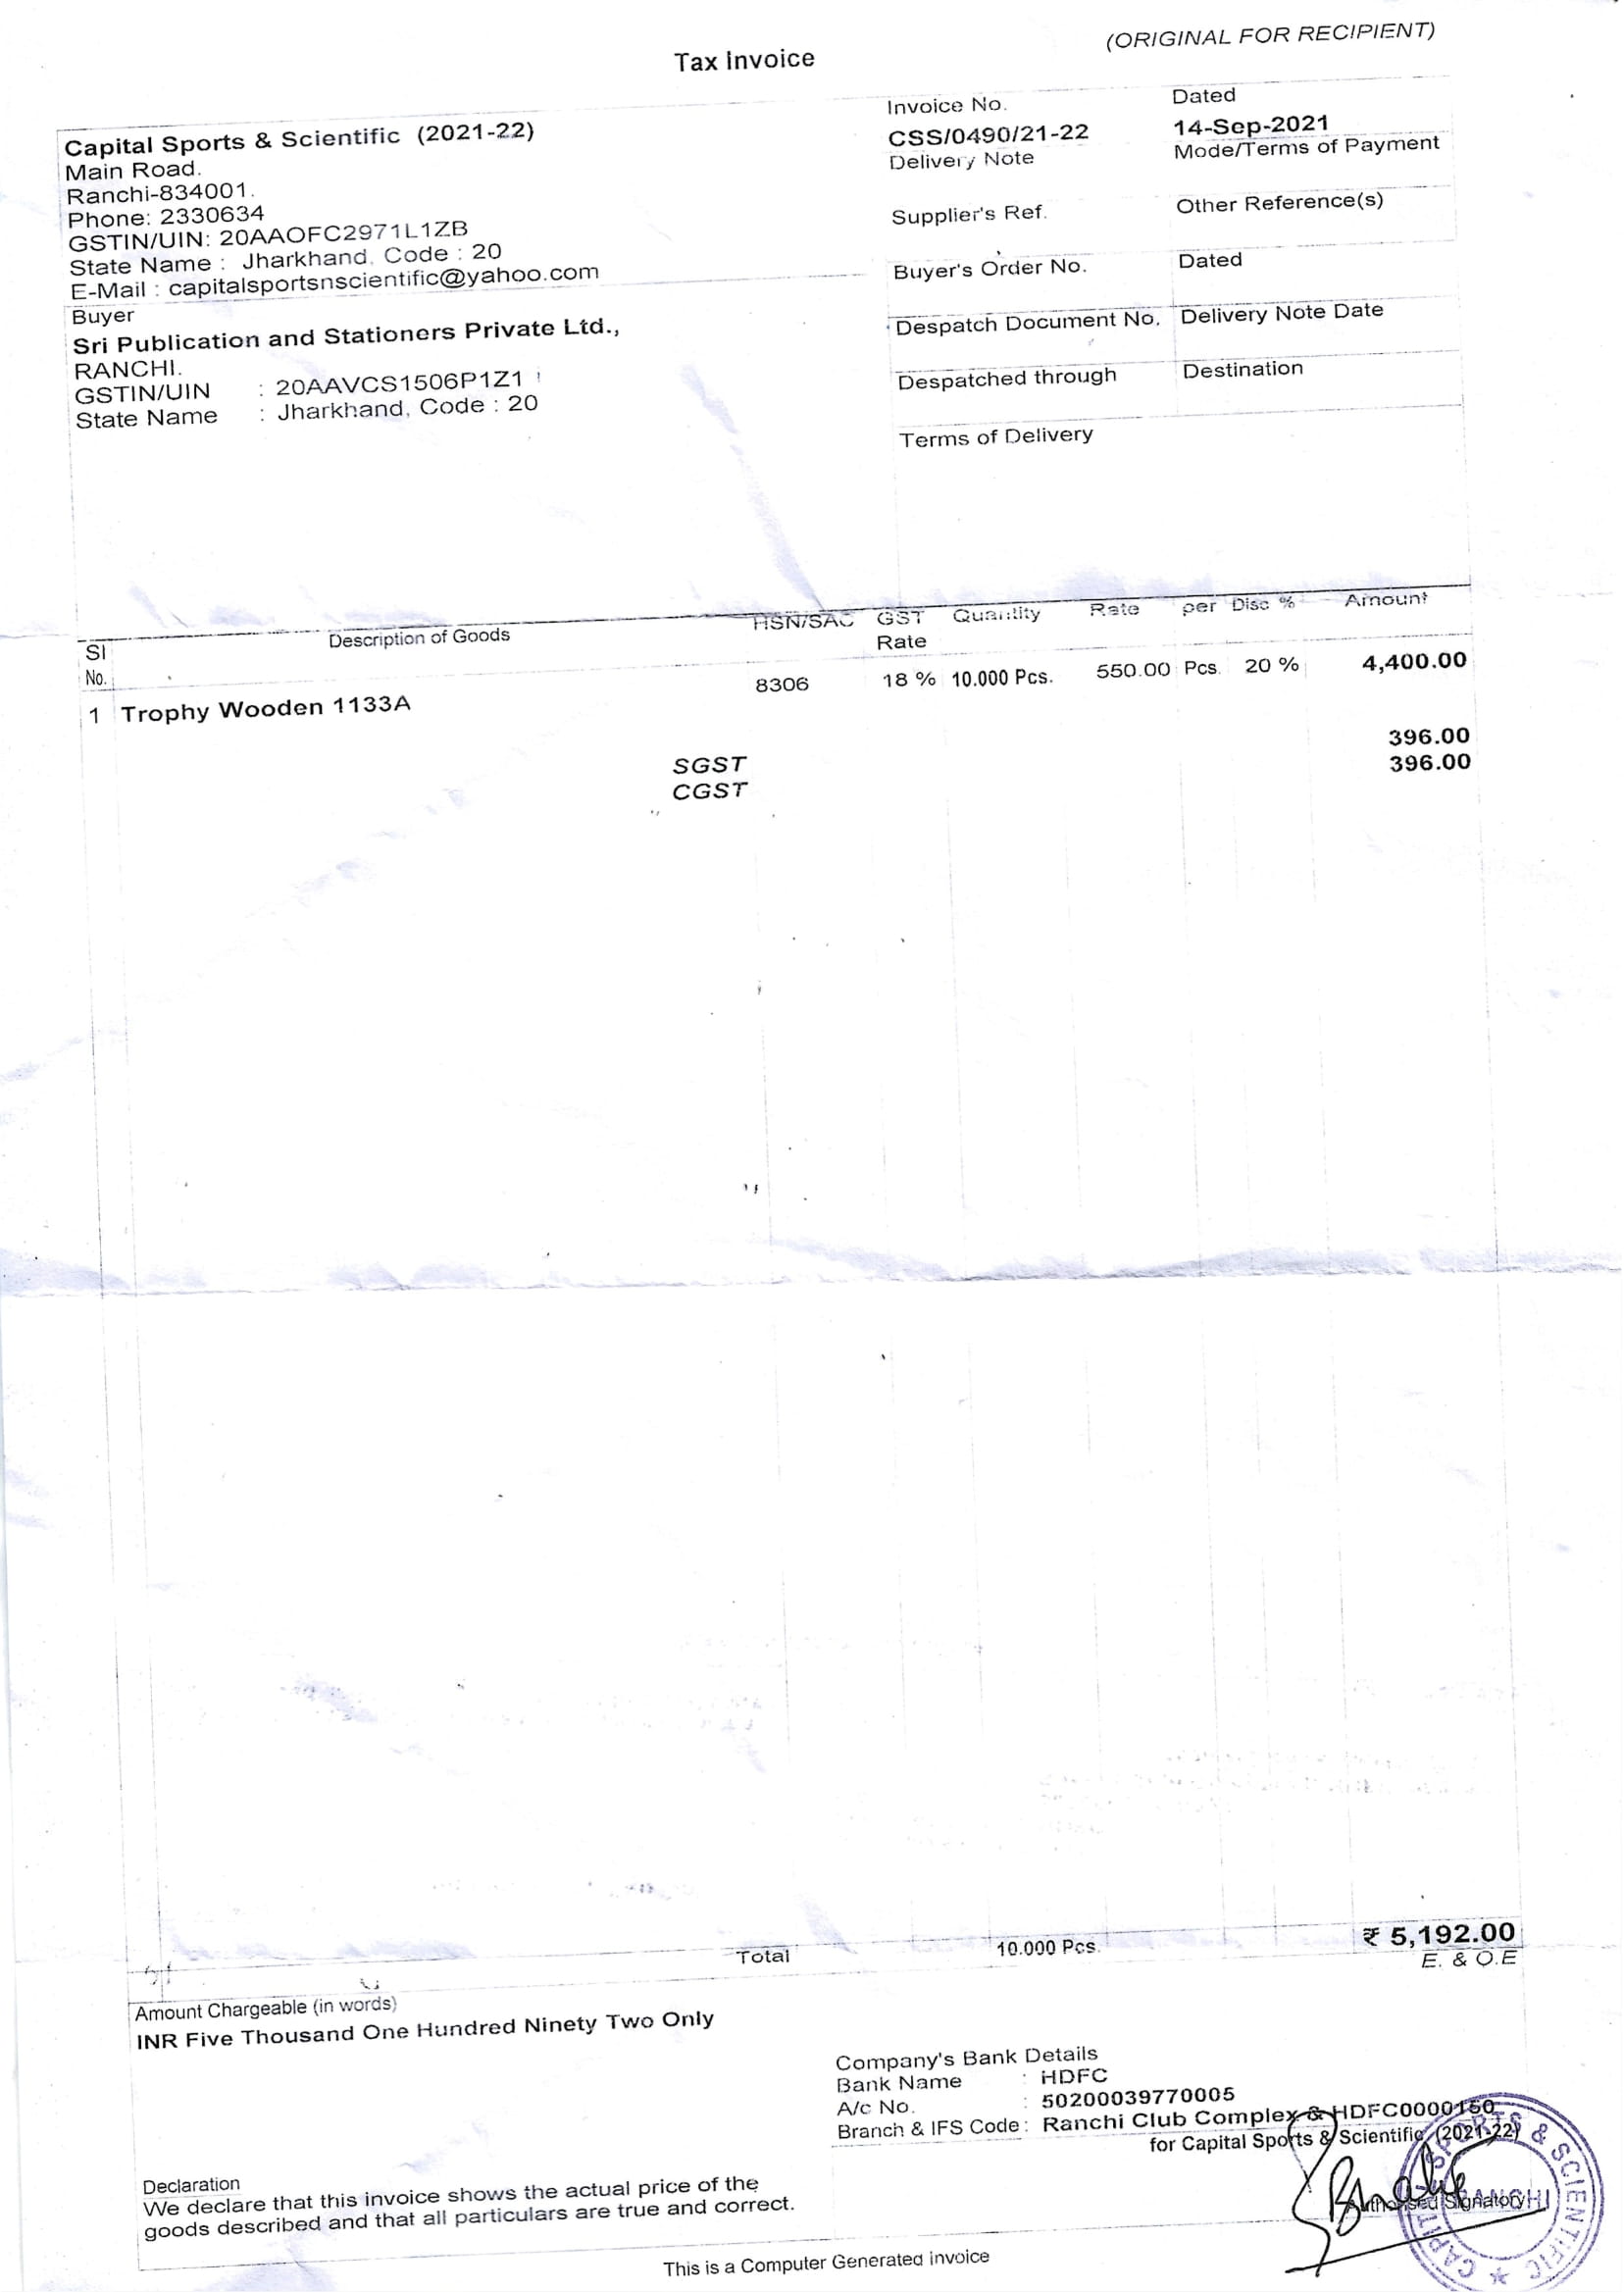 (ORIGINAL FOR RECIPIENT)
Tax Invoice
Capital Sports & Scientific (2021-22)
Main Road.
Ranchi-834001.
Phone: 2330634
GSTIN/UIN: 20AAOFC2971L1ZB
State Name : Jharkhand, Code : 20
E-Mail : capitalsportsnscientific@yahoo.com
Buyer
Sri Publication and Stationers Private Ltd.,
RANCHI.
GSTIN/UIN : 20AAVCS1506P1Z1
State Name : Jharkhand, Code : 20
Invoice No. Dated
CSS/0490/21-22 14-Sep-2021
Delivery Note Mode/Terms of Payment
Supplier's Ref. Other Reference(s)
Buyer's Order No. Dated
Despatch Document No. Delivery Note Date
Despatched through Destination
Terms of Delivery
Sl No. Description of Goods HSN/SAC GST Rate Quantity Rate per Disc % Amount
1 Trophy Wooden 1133A 8306 18 % 10.000 Pcs. 550.00 Pcs. 20 % 4,400.00
SGST 396.00
CGST 396.00
Total 10.000 Pcs. ₹ 5,192.00
E. & O.E
Amount Chargeable (in words)
INR Five Thousand One Hundred Ninety Two Only
Company's Bank Details
Bank Name : HDFC
A/c No. : 50200039770005
Branch & IFS Code : Ranchi Club Complex & HDFC0000150
for Capital Sports & Scientific (2021-22)
Authorised Signatory
CAPITAL SPORTS & SCIENTIFIC
RANCHI
Declaration
We declare that this invoice shows the actual price of the
goods described and that all particulars are true and correct.
This is a Computer Generated Invoice